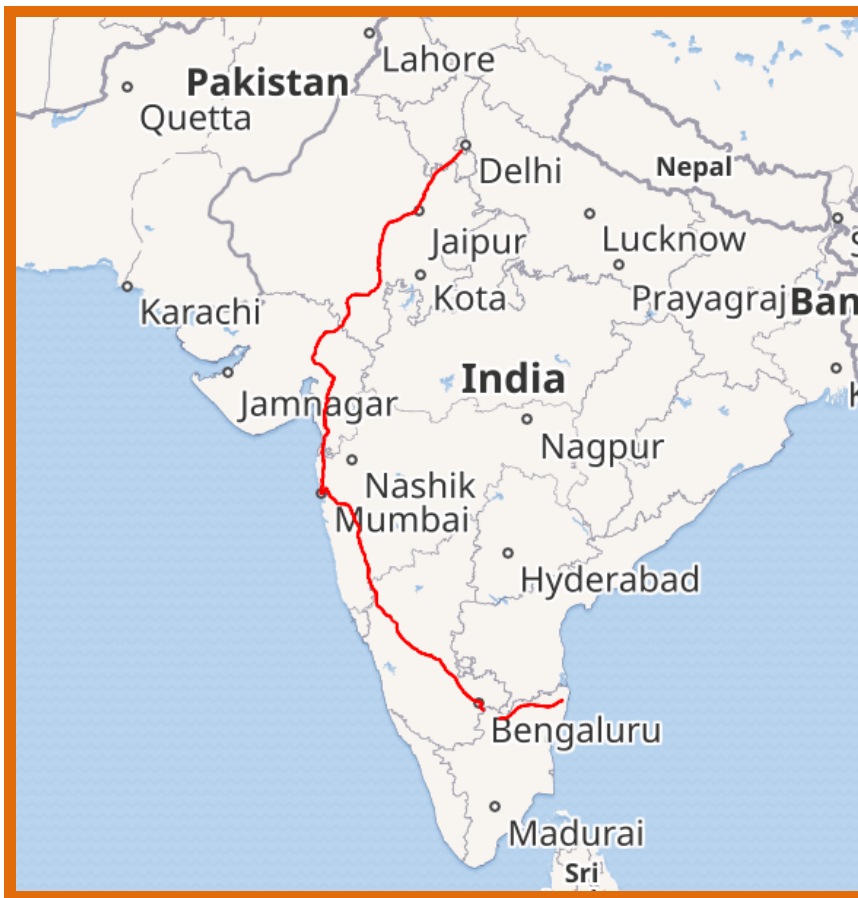 Lahore
Pakistan
Quetta
Delhi
Nepal
Jaipur
Lucknow
Kota
Prayagraj
Karachi
India
Jamnagar
Nagpur
Nashik
Mumbai
Hyderabad
Bengaluru
Madurai
Sri